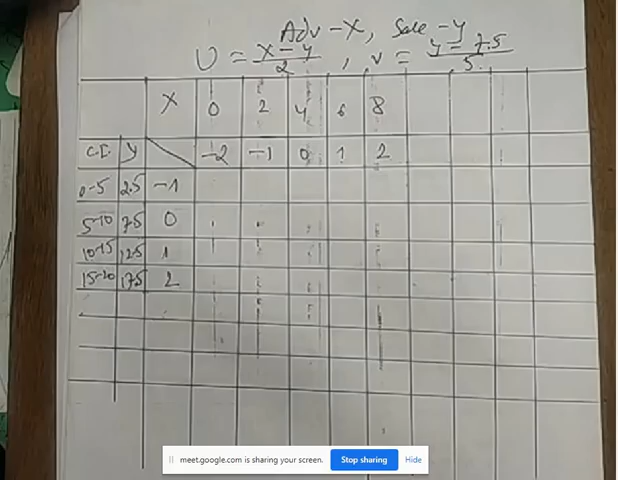 Adv - X, Sale - y
U = X - 4 / 2 , v = y - 7.5 / 5
X 0 2 4 6 8
C.I. y -2 -1 0 1 2
0-5 2.5 -1
5-10 7.5 0
10-15 12.5 1
15-20 17.5 2
meet.google.com is sharing your screen. Stop sharing Hide